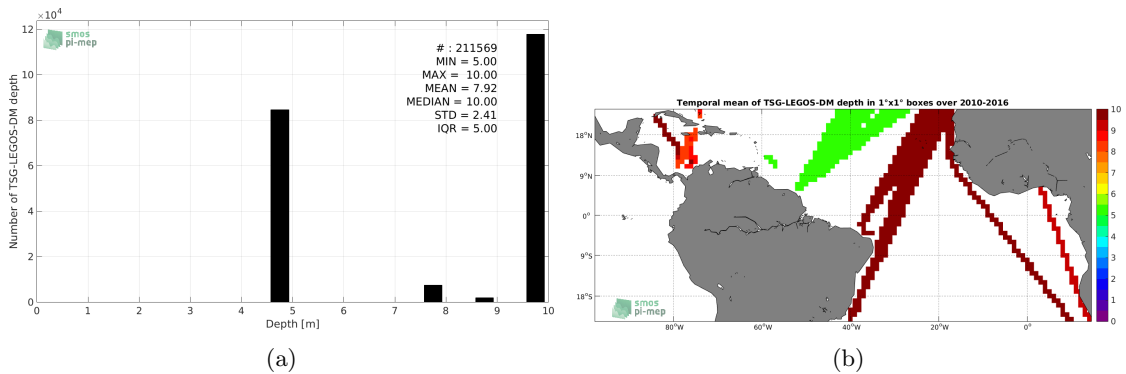 ×10⁴
smos
pi-mep
# : 211569
MIN = 5.00
MAX = 10.00
MEAN = 7.92
MEDIAN = 10.00
STD = 2.41
IQR = 5.00
12
10
8
6
4
2
0
Number of TSG-LEGOS-DM depth
0 1 2 3 4 5 6 7 8 9 10
Depth [m]
(a)
Temporal mean of TSG-LEGOS-DM depth in 1°x1° boxes over 2010-2016
18°N
9°N
0°
9°S
18°S
80°W 60°W 40°W 20°W 0°
smos
pi-mep
10
9
8
7
6
5
4
3
2
1
0
(b)